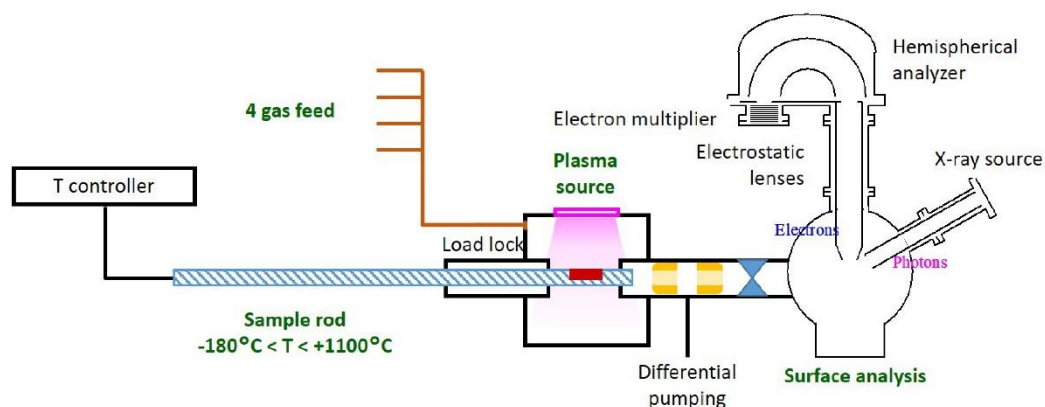 Hemispherical
analyzer
4 gas feed
Electron multiplier
Plasma
source
Electrostatic
lenses
X-ray source
T controller
Load lock
Electrons
Photons
Sample rod
-180°C < T < +1100°C
Differential
pumping
Surface analysis